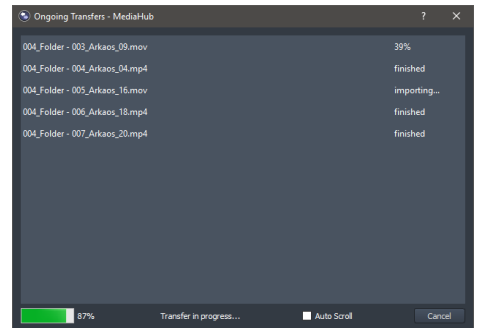 Ongoing Transfers - MediaHub ? ✕
004_Folder - 003_Arkaos_09.mov 39%
004_Folder - 004_Arkaos_04.mp4 finished
004_Folder - 005_Arkaos_16.mov importing...
004_Folder - 006_Arkaos_18.mp4 finished
004_Folder - 007_Arkaos_20.mp4 finished
87% Transfer in progress... Auto Scroll Cancel